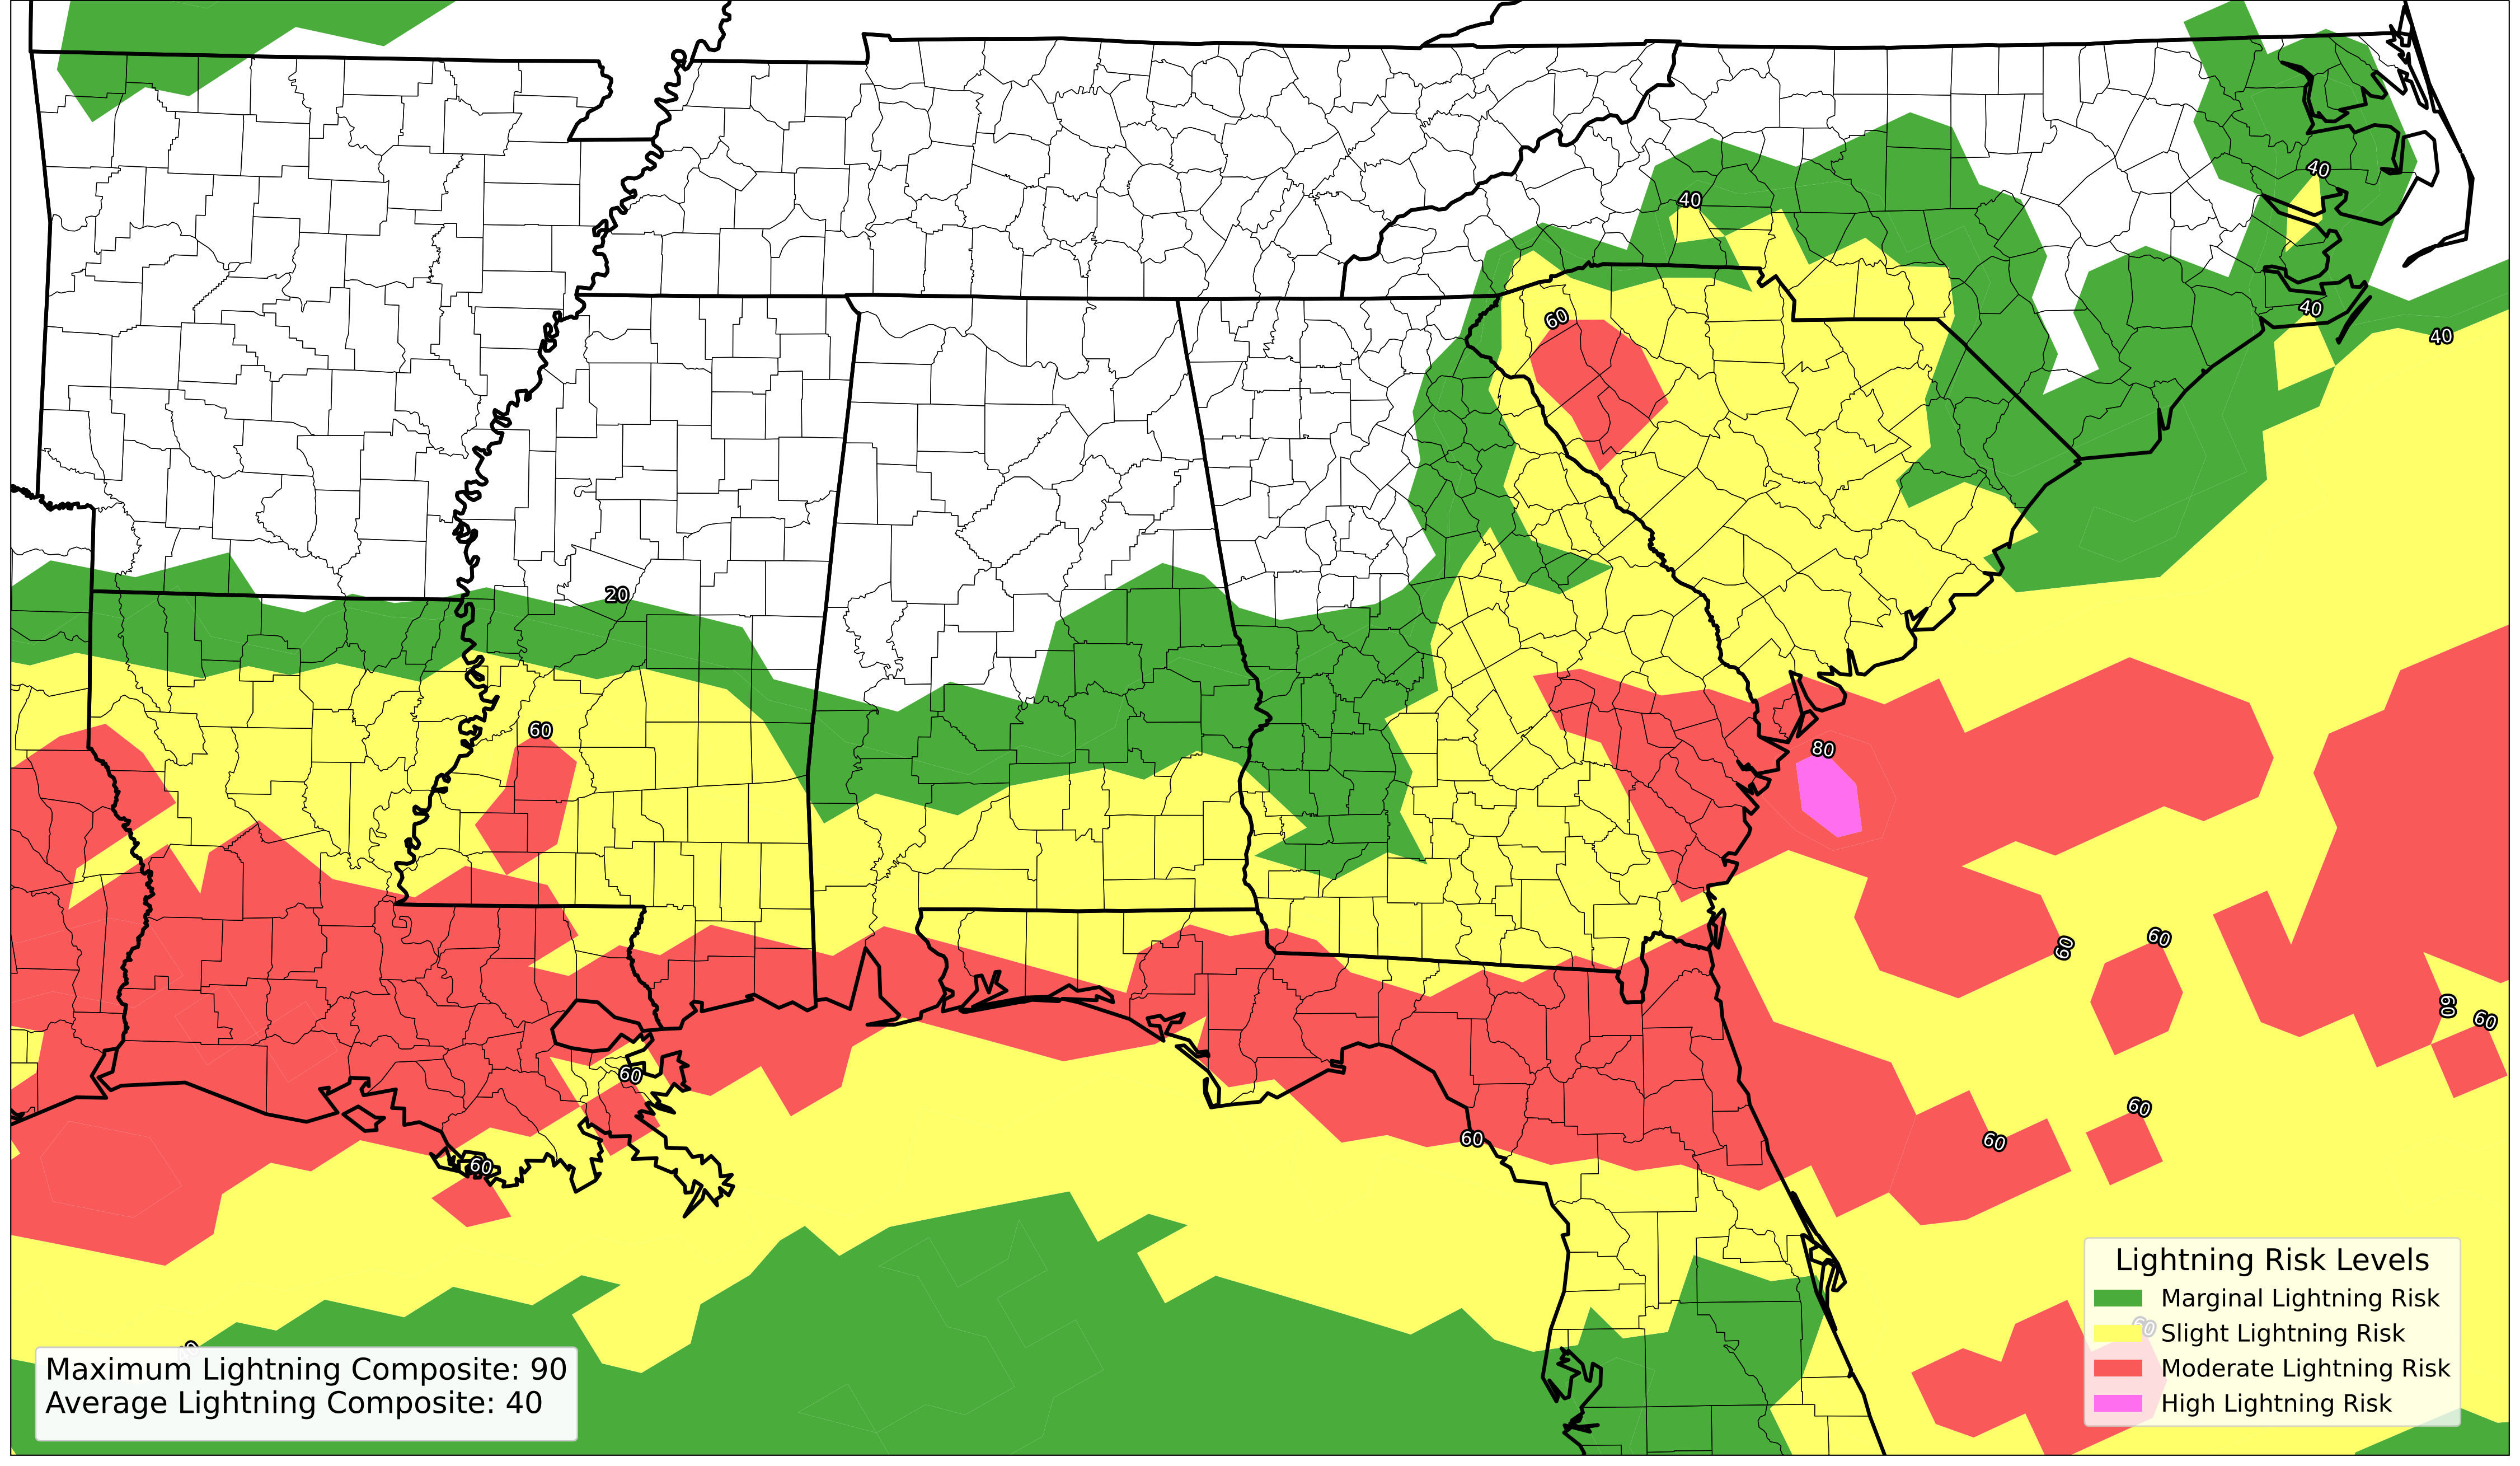 40
40
40
60
40
20
60
80
60
60
60
60
60
60
60
60
60
60
Lightning Risk Levels
Marginal Lightning Risk
Slight Lightning Risk
Moderate Lightning Risk
High Lightning Risk
Maximum Lightning Composite: 90
Average Lightning Composite: 40